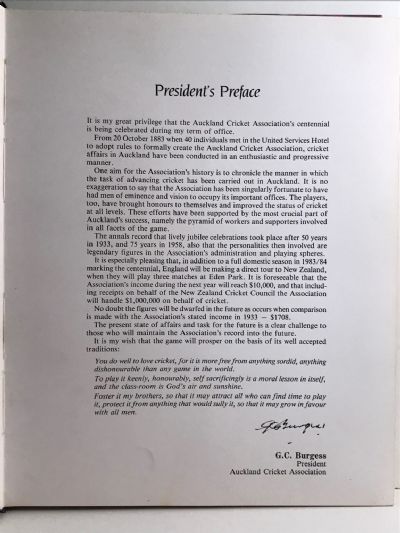 President's Preface
It is my great privilege that the Auckland Cricket Association's centennial
is being celebrated during my term of office.
From 20 October 1883 when 40 individuals met in the United Services Hotel
to adopt rules to formally create the Auckland Cricket Association, cricket
affairs in Auckland have been conducted in an enthusiastic and progressive
manner.
One aim for the Association's history is to chronicle the manner in which
the task of advancing cricket has been carried out in Auckland. It is no
exaggeration to say that the Association has been singularly fortunate to have
had men of eminence and vision to occupy its important offices. The players,
too, have brought honours to themselves and improved the status of cricket
at all levels. These efforts have been supported by the most crucial part of
Auckland's success, namely the pyramid of workers and supporters involved
in all facets of the game.
The annals record that lively jubilee celebrations took place after 50 years
in 1933, and 75 years in 1958, also that the personalities then involved are
legendary figures in the Association's administration and playing spheres.
It is especially pleasing that, in addition to a full domestic season in 1983/84
marking the centennial, England will be making a direct tour to New Zealand,
when they will play three matches at Eden Park. It is foreseeable that the
Association's income during the next year will reach $10,000, and that includ-
ing receipts on behalf of the New Zealand Cricket Council the Association
will handle $1,000,000 on behalf of cricket.
No doubt the figures will be dwarfed in the future as occurs when comparison
is made with the Association's stated income in 1933 – $1708.
The present state of affairs and task for the future is a clear challenge to
those who will maintain the Association's record into the future.
It is my wish that the game will prosper on the basis of its well accepted
traditions:
You do well to love cricket, for it is more free from anything sordid, anything
dishonourable than any game in the world.
To play it keenly, honourably, self sacrificingly is a moral lesson in itself,
and the class-room is God's air and sunshine.
Foster it my brothers, so that it may attract all who can find time to play
it, protect it from anything that would sully it, so that it may grow in favour
with all men.
G.C. Burgess
President
Auckland Cricket Association